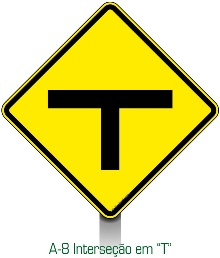 A-8 Interseção em "T"